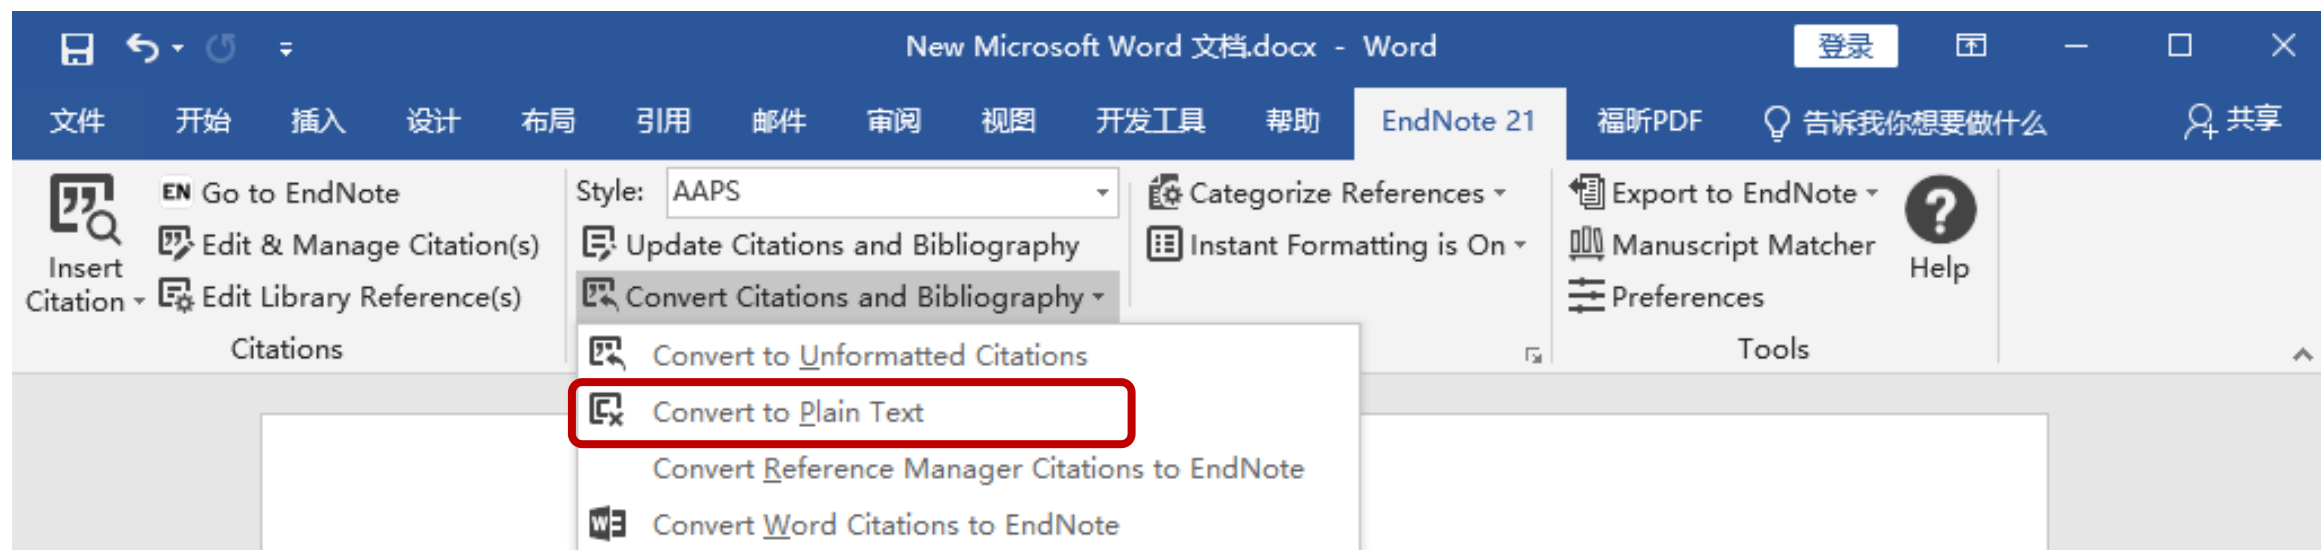 New Microsoft Word 文档.docx - Word 登录
文件 开始 插入 设计 布局 引用 邮件 审阅 视图 开发工具 帮助 EndNote 21 福昕PDF 告诉我你想要做什么 共享
Insert
Citation
EN Go to EndNote
Edit & Manage Citation(s)
Edit Library Reference(s)
Citations
Style: AAPS
Update Citations and Bibliography
Convert Citations and Bibliography
Categorize References
Instant Formatting is On
Export to EndNote
Manuscript Matcher
Preferences
Help
Tools
Convert to Unformatted Citations
Convert to Plain Text
Convert Reference Manager Citations to EndNote
Convert Word Citations to EndNote